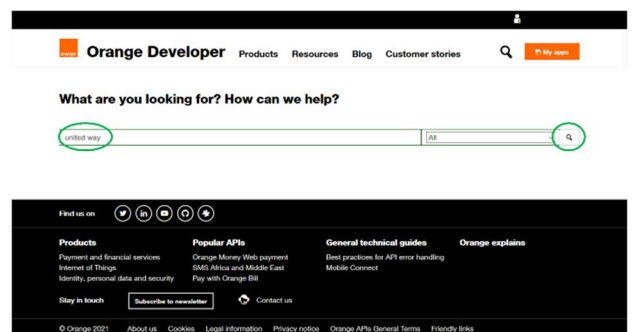 orange
Orange Developer Products Resources Blog Customer stories My apps
What are you looking for? How can we help?
united way All
Find us on
Products Popular APIs General technical guides Orange explains
Payment and financial services Orange Money Web payment Best practices for API error handling
Internet of Things SMS Africa and Middle East Mobile Connect
Identity, personal data and security Pay with Orange Bill
Stay in touch Subscribe to newsletter Contact us
© Orange 2021 About us Cookies Legal information Privacy notice Orange APIs General Terms Friendly links